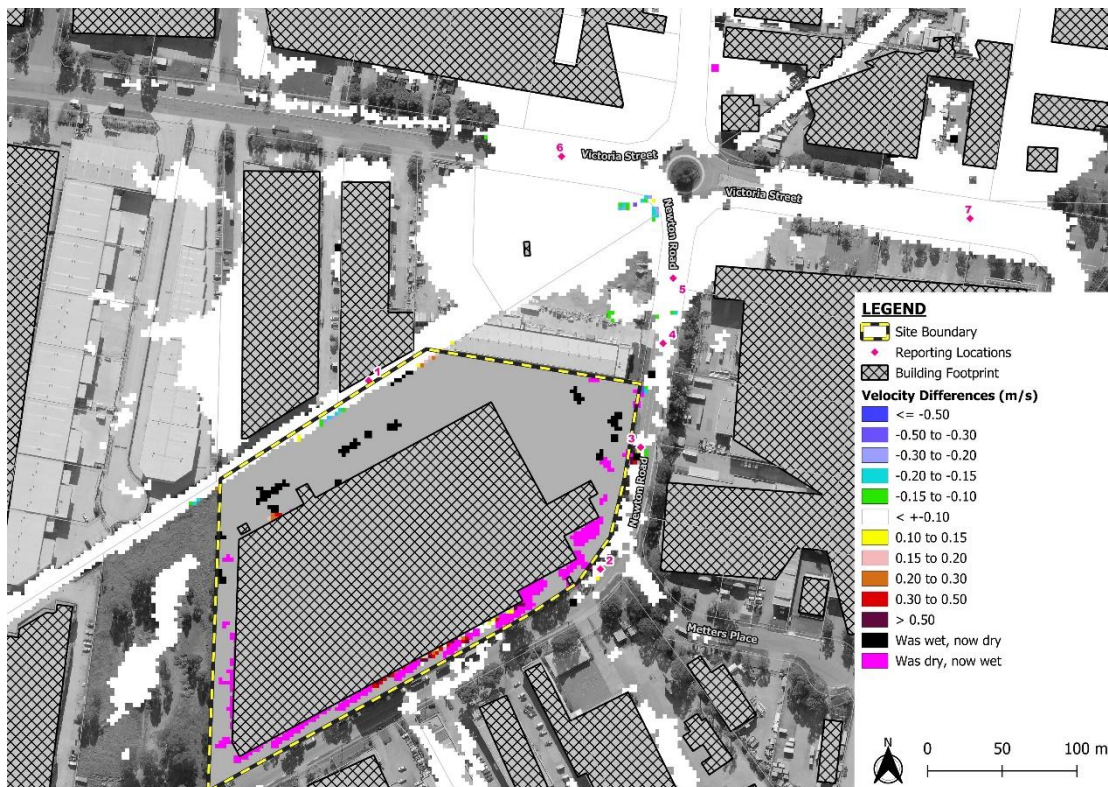 6
Victoria Street
Victoria Street
7
Newton Road
5
4
1
3
Newton Road
2
Metters Place
LEGEND
Site Boundary
Reporting Locations
Building Footprint
Velocity Differences (m/s)
<= -0.50
-0.50 to -0.30
-0.30 to -0.20
-0.20 to -0.15
-0.15 to -0.10
< +-0.10
0.10 to 0.15
0.15 to 0.20
0.20 to 0.30
0.30 to 0.50
> 0.50
Was wet, now dry
Was dry, now wet
N
0 50 100 m